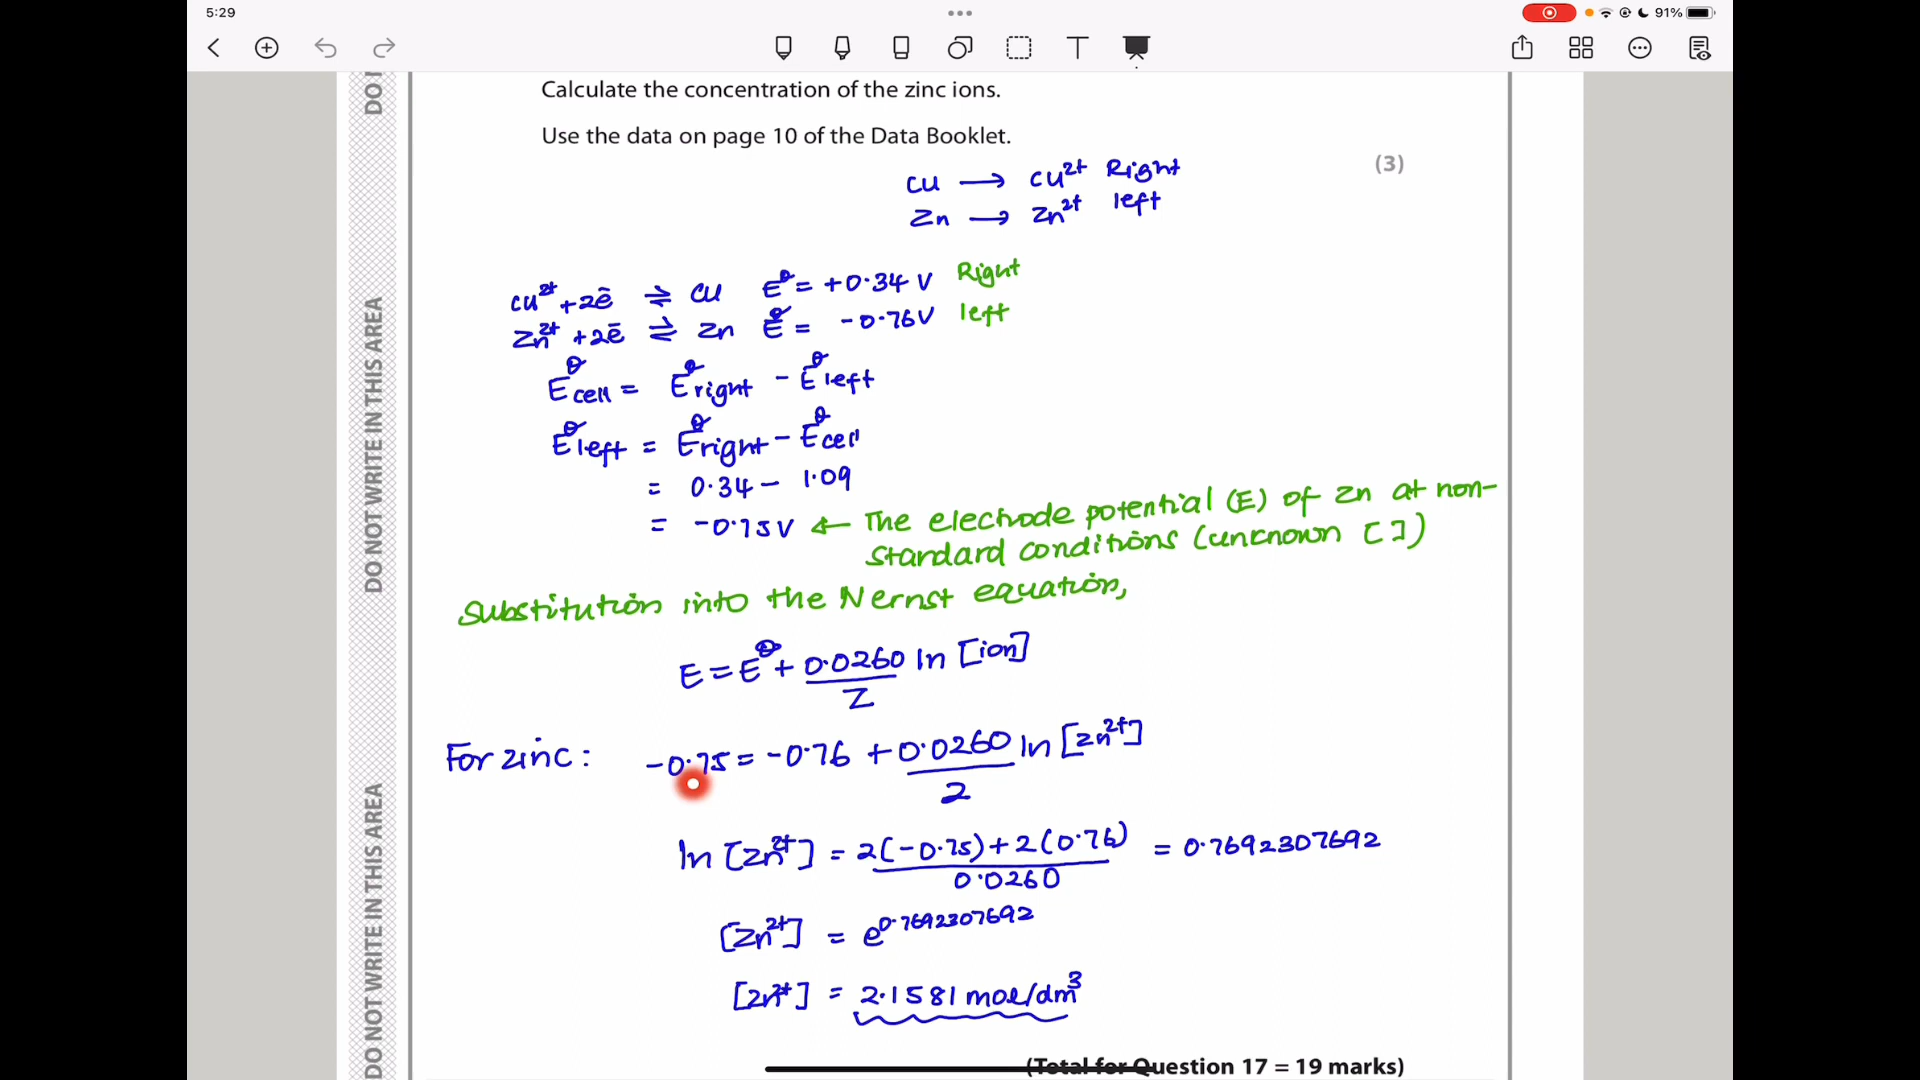 5:29
91%
Calculate the concentration of the zinc ions.
Use the data on page 10 of the Data Booklet.
(3)
Cu → Cu²⁺ Right
Zn → Zn²⁺ left
Cu²⁺ + 2ē ⇌ Cu E^θ = +0.34 V Right
Zn²⁺ + 2ē ⇌ Zn E^θ = -0.76V left
E^θ cell = E^θ right - E^θ left
E^θ left = E^θ right - E^θ cell
= 0.34 - 1.09
= -0.75V ← The electrode potential (E) of Zn at non-
standard conditions (unknown [ ])
Substitution into the Nernst equation,
E = E^θ + 0.0260/Z ln [ion]
For zinc: -0.75 = -0.76 + 0.0260/2 ln [Zn²⁺]
ln [Zn²⁺] = 2(-0.75)+2(0.76)/0.0260 = 0.7692307692
[Zn²⁺] = e^0.7692307692
[Zn²⁺] = 2.1581 mol/dm³
(Total for Question 17 = 19 marks)
DO NOT WRITE IN THIS AREA
DO NOT WRITE IN THIS AREA